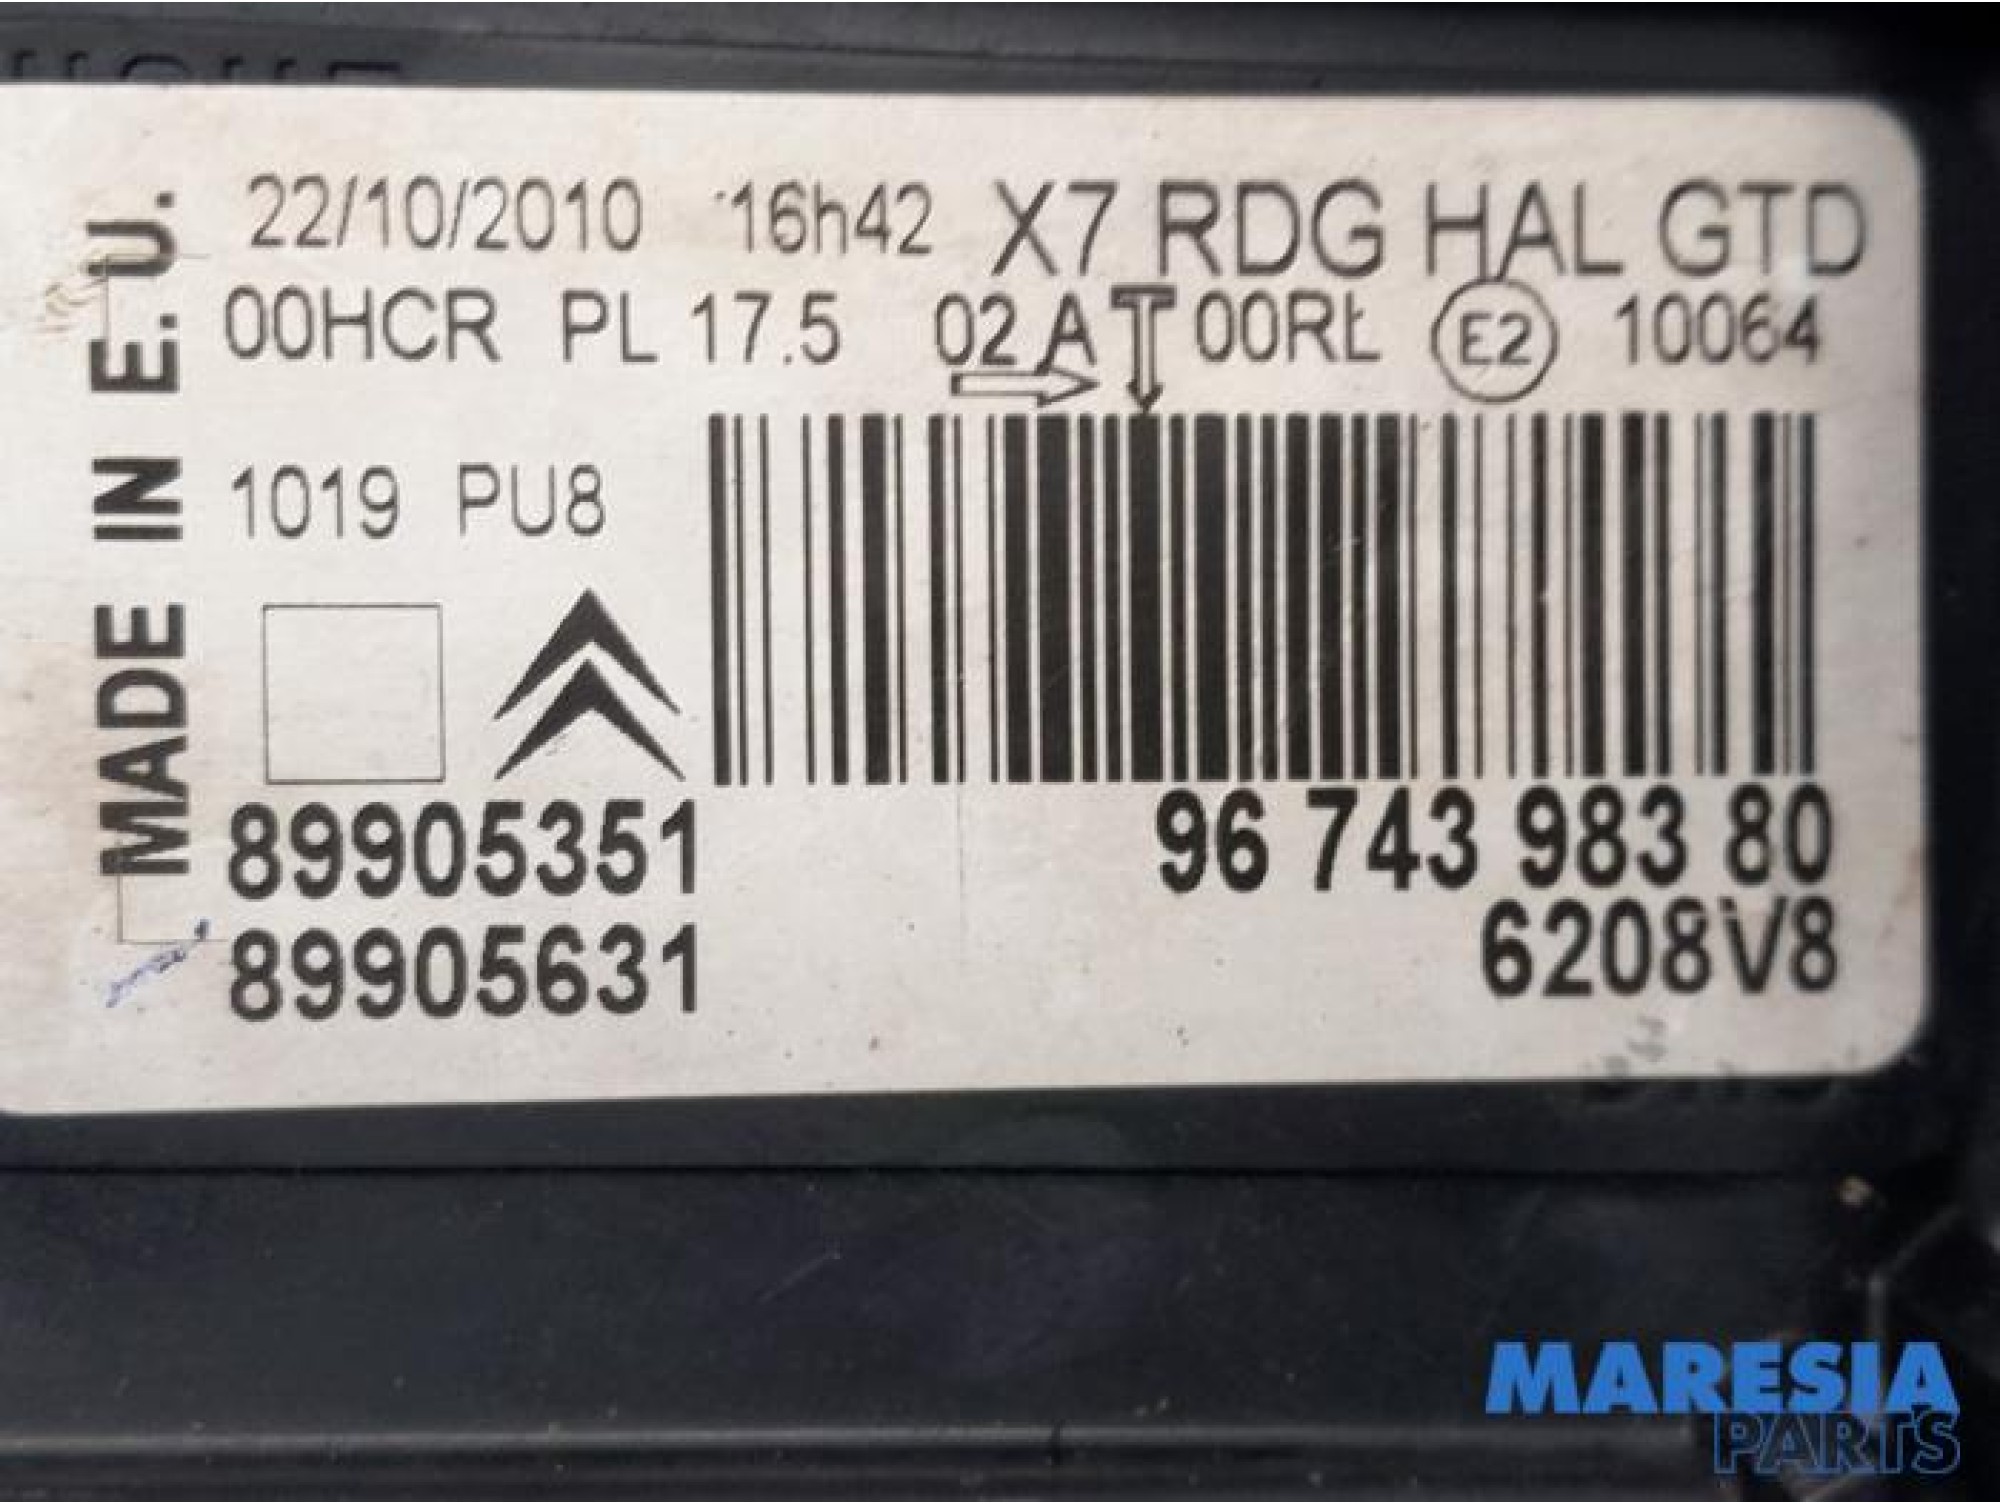 22/10/2010 16h42 X7 RDG HAL GTD
00HCR PL 17.5 02 A T 00RŁ E2 10064
MADE IN E.U.
1019 PU8
89905351 96 743 983 80
89905631 6208V8
MARESIA
PARTS